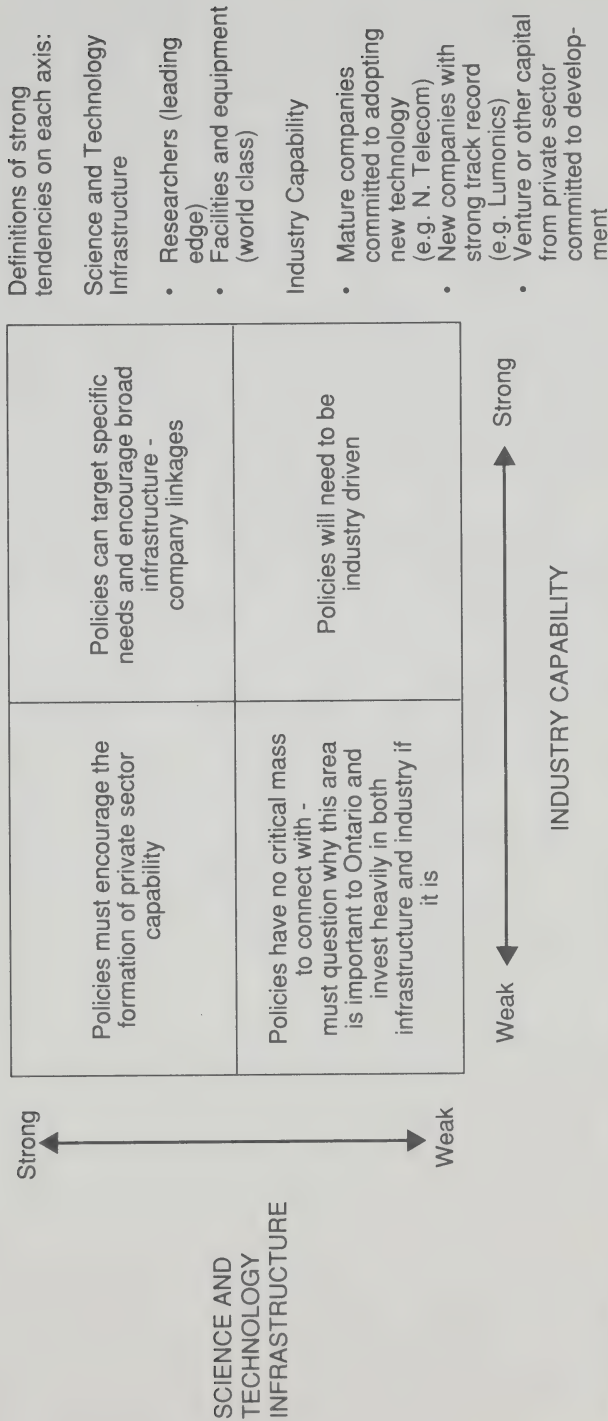 Strong
SCIENCE AND
TECHNOLOGY
INFRASTRUCTURE
Weak
Policies must encourage the
formation of private sector
capability
Policies can target specific
needs and encourage broad
infrastructure -
company linkages
Policies have no critical mass
to connect with -
must question why this area
is important to Ontario and
invest heavily in both
infrastructure and industry if
it is
Policies will need to be
industry driven
Weak
Strong
INDUSTRY CAPABILITY
Definitions of strong
tendencies on each axis:
Science and Technology
Infrastructure
• Researchers (leading
edge)
• Facilities and equipment
(world class)
Industry Capability
• Mature companies
committed to adopting
new technology
(e.g. N. Telecom)
• New companies with
strong track record
(e.g. Lumonics)
• Venture or other capital
from private sector
committed to develop-
ment